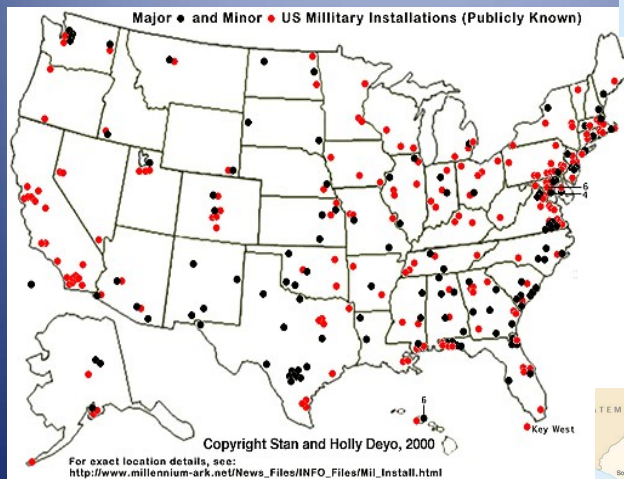 Major ● and Minor ● US Millitary Installations (Publicly Known)
6
4
6
Key West
Copyright Stan and Holly Deyo, 2000
For exact location details, see:
http://www.millennium-ark.net/News_Files/INFO_Files/Mil_Install.html